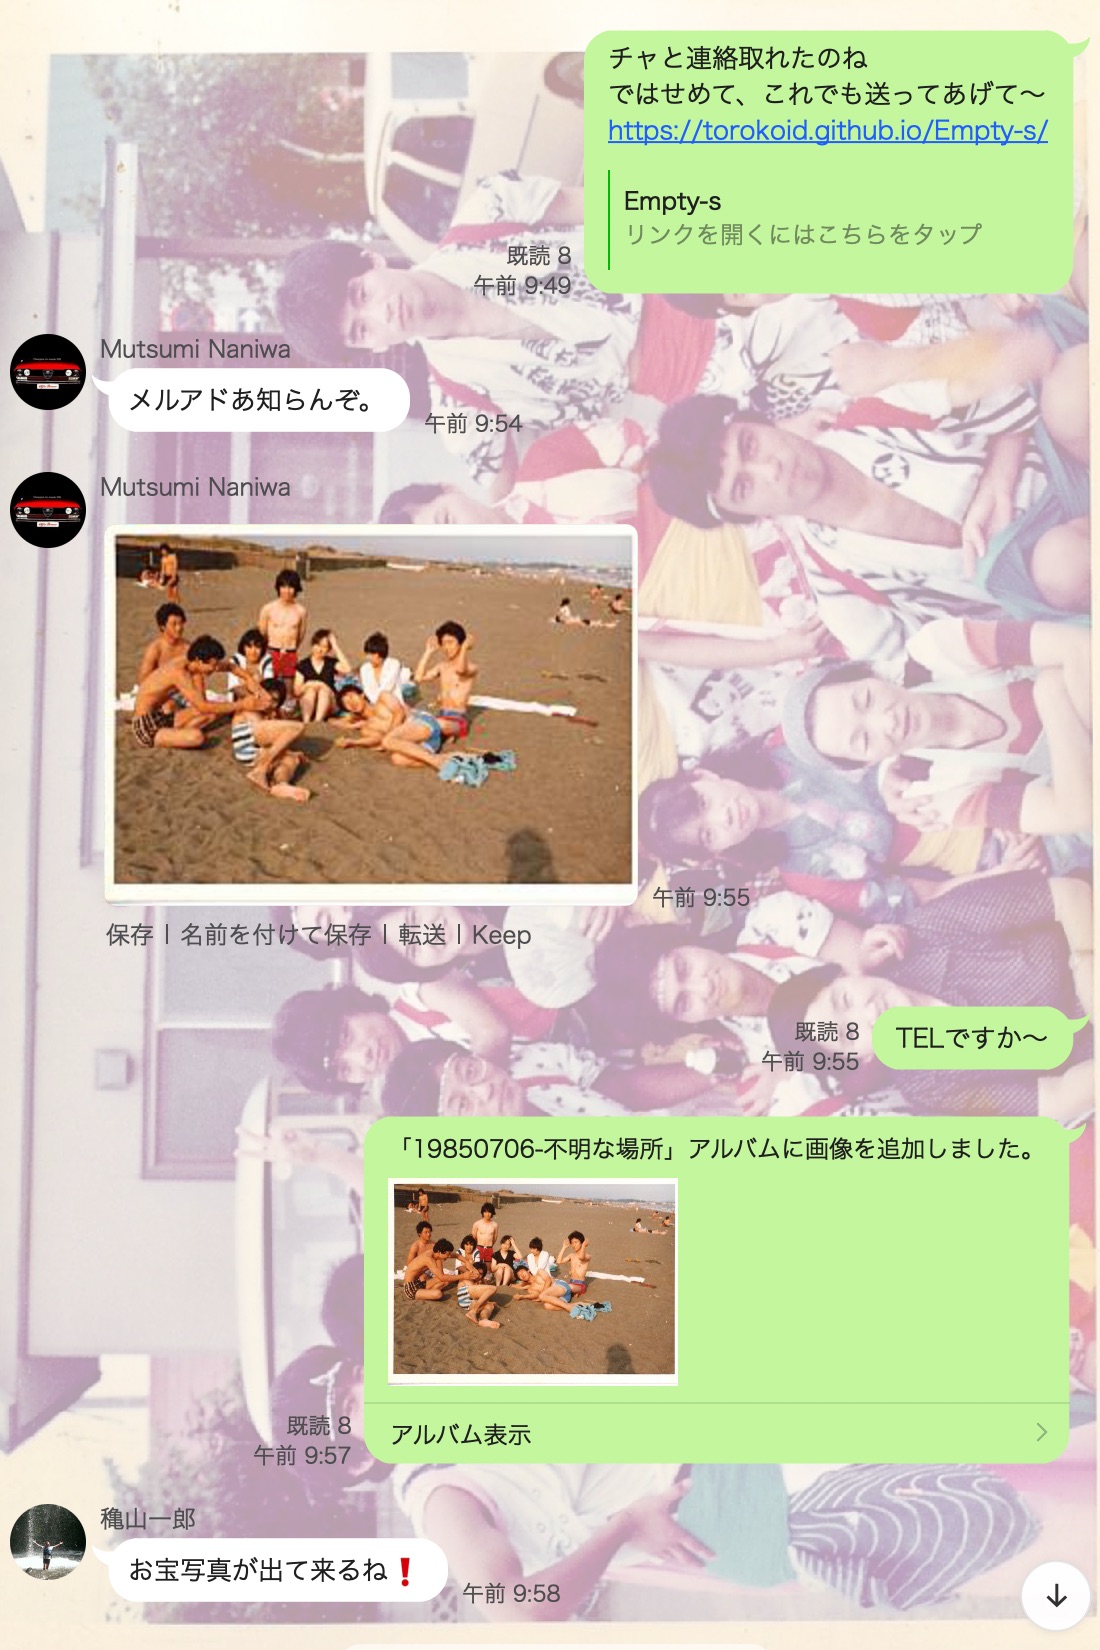 チャと連絡取れたのね
ではせめて、これでも送ってあげて〜
https://torokoid.github.io/Empty-s/
Empty-s
リンクを開くにはこちらをタップ
既読 8
午前 9:49
Mutsumi Naniwa
メルアドあ知らんぞ。
午前 9:54
Mutsumi Naniwa
午前 9:55
保存 | 名前を付けて保存 | 転送 | Keep
既読 8
午前 9:55
TELですか〜
「19850706-不明な場所」アルバムに画像を追加しました。
アルバム表示
既読 8
午前 9:57
穐山一郎
お宝写真が出て来るね❗
午前 9:58